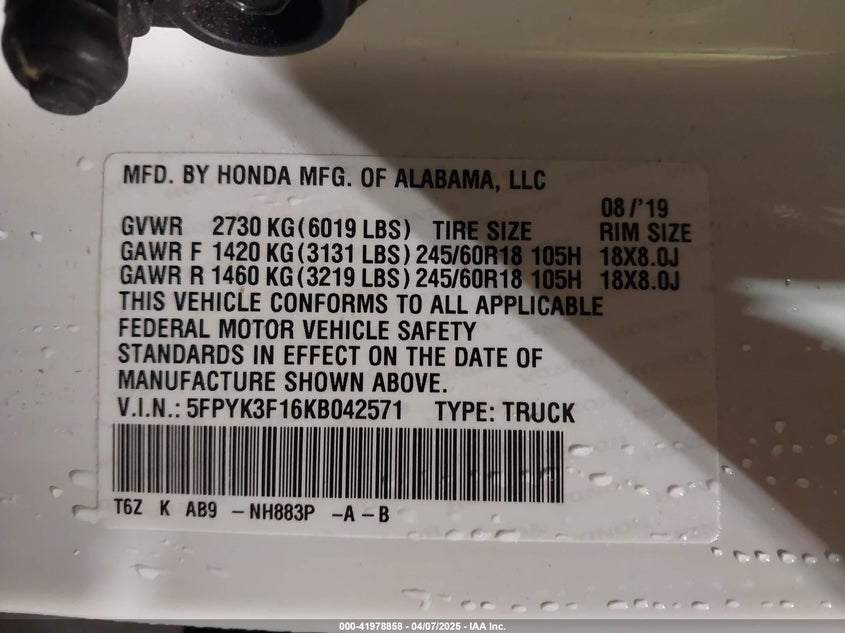 MFD. BY HONDA MFG. OF ALABAMA, LLC
08/'19
GVWR 2730 KG(6019 LBS) TIRE SIZE RIM SIZE
GAWR F 1420 KG(3131 LBS) 245/60R18 105H 18X8.0J
GAWR R 1460 KG(3219 LBS) 245/60R18 105H 18X8.0J
THIS VEHICLE CONFORMS TO ALL APPLICABLE
FEDERAL MOTOR VEHICLE SAFETY
STANDARDS IN EFFECT ON THE DATE OF
MANUFACTURE SHOWN ABOVE.
V.I.N.: 5FPYK3F16KB042571 TYPE: TRUCK
T6Z K AB9 -NH883P -A-B
000-41978858 - 04/07/2025 - IAA Inc.